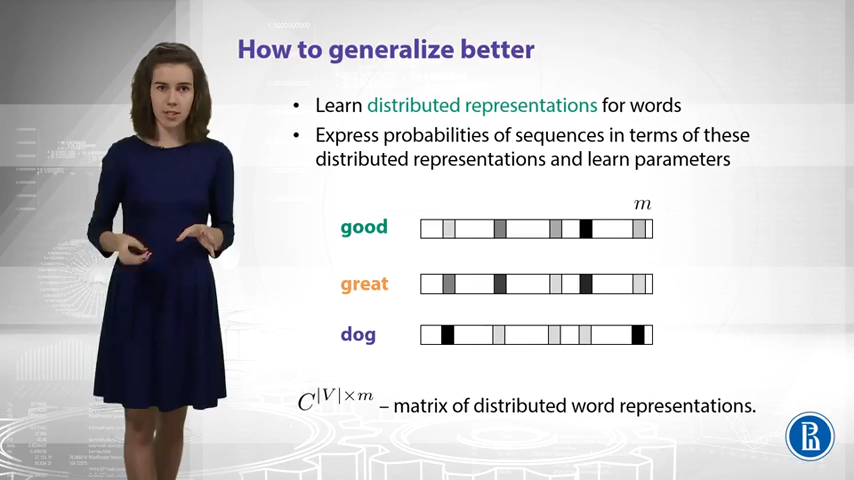 How to generalize better
• Learn distributed representations for words
• Express probabilities of sequences in terms of these
distributed representations and learn parameters
m
good
great
dog
C^{|V|×m} – matrix of distributed word representations.